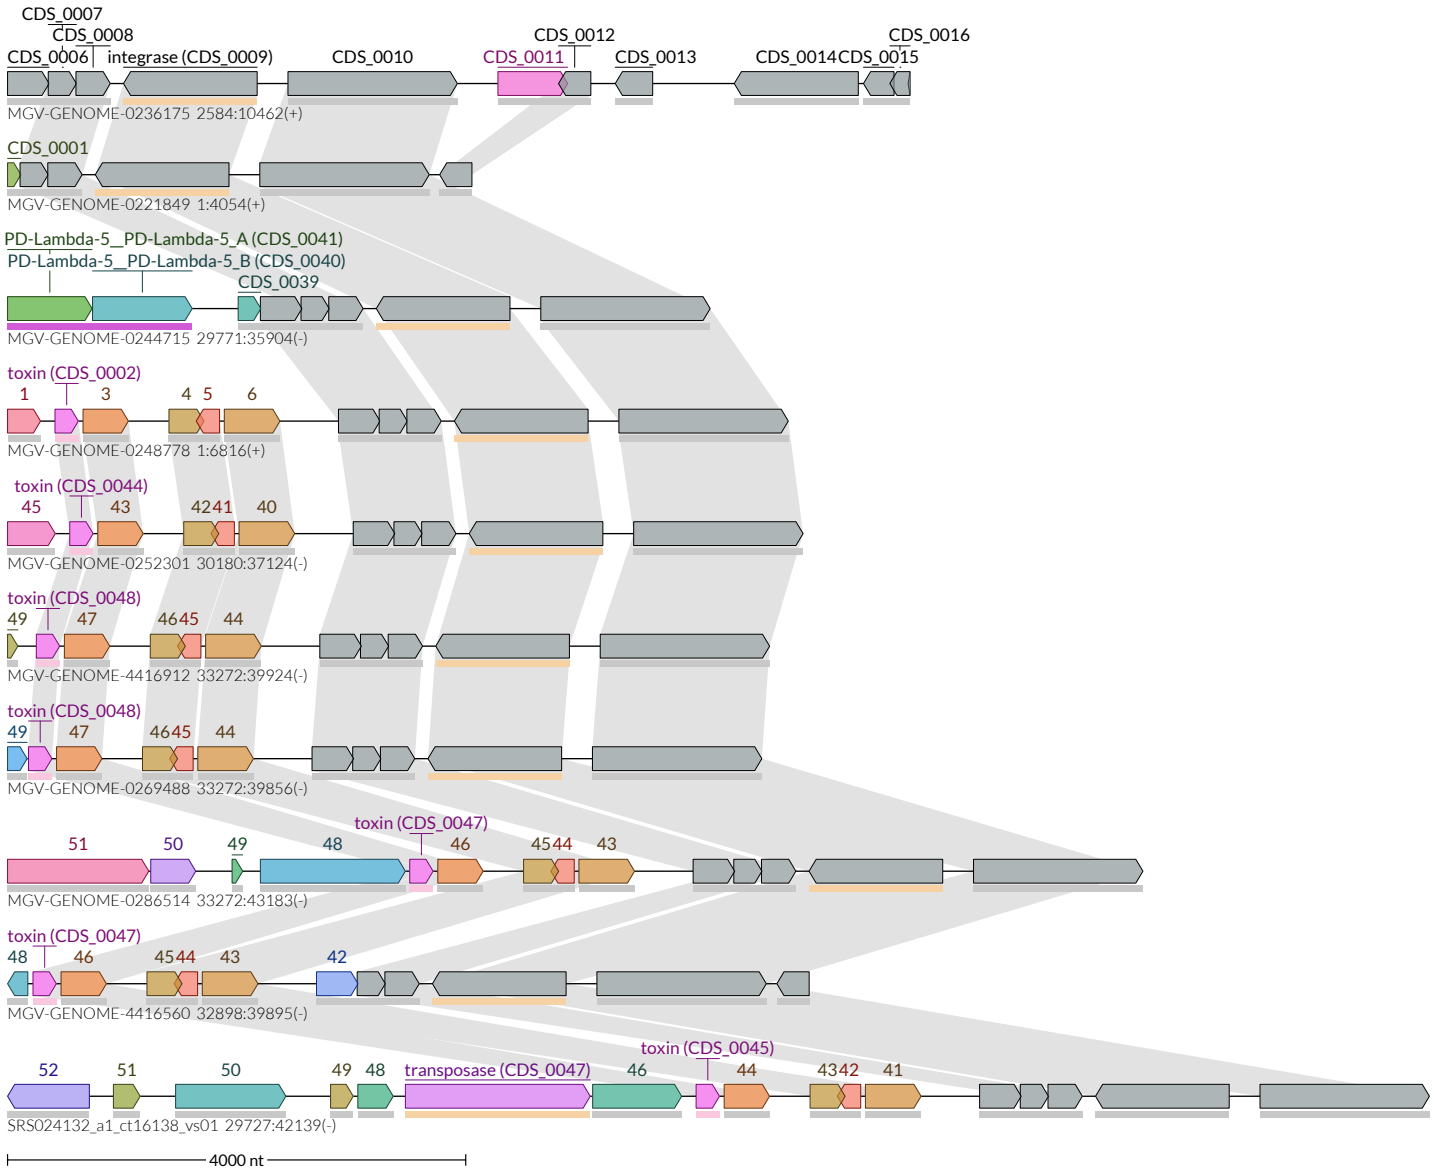 CDS_0007
CDS_0008 CDS_0012 CDS_0016
CDS_0006 integrase (CDS_0009) CDS_0010 CDS_0011 CDS_0013 CDS_0014 CDS_0015
MGV-GENOME-0236175 2584:10462(+)
CDS_0001
MGV-GENOME-0221849 1:4054(+)
PD-Lambda-5__PD-Lambda-5_A (CDS_0041)
PD-Lambda-5__PD-Lambda-5_B (CDS_0040)
CDS_0039
MGV-GENOME-0244715 29771:35904(-)
toxin (CDS_0002)
1 3 4 5 6
MGV-GENOME-0248778 1:6816(+)
toxin (CDS_0044)
45 43 42 41 40
MGV-GENOME-0252301 30180:37124(-)
toxin (CDS_0048)
49 47 46 45 44
MGV-GENOME-4416912 33272:39924(-)
toxin (CDS_0048)
49 47 46 45 44
MGV-GENOME-0269488 33272:39856(-)
toxin (CDS_0047)
51 50 49 48 46 45 44 43
MGV-GENOME-0286514 33272:43183(-)
toxin (CDS_0047)
48 46 45 44 43 42
MGV-GENOME-4416560 32898:39895(-)
toxin (CDS_0045)
52 51 50 49 48 transposase (CDS_0047) 46 44 43 42 41
SRS024132_a1_ct16138_vs01 29727:42139(-)
4000 nt